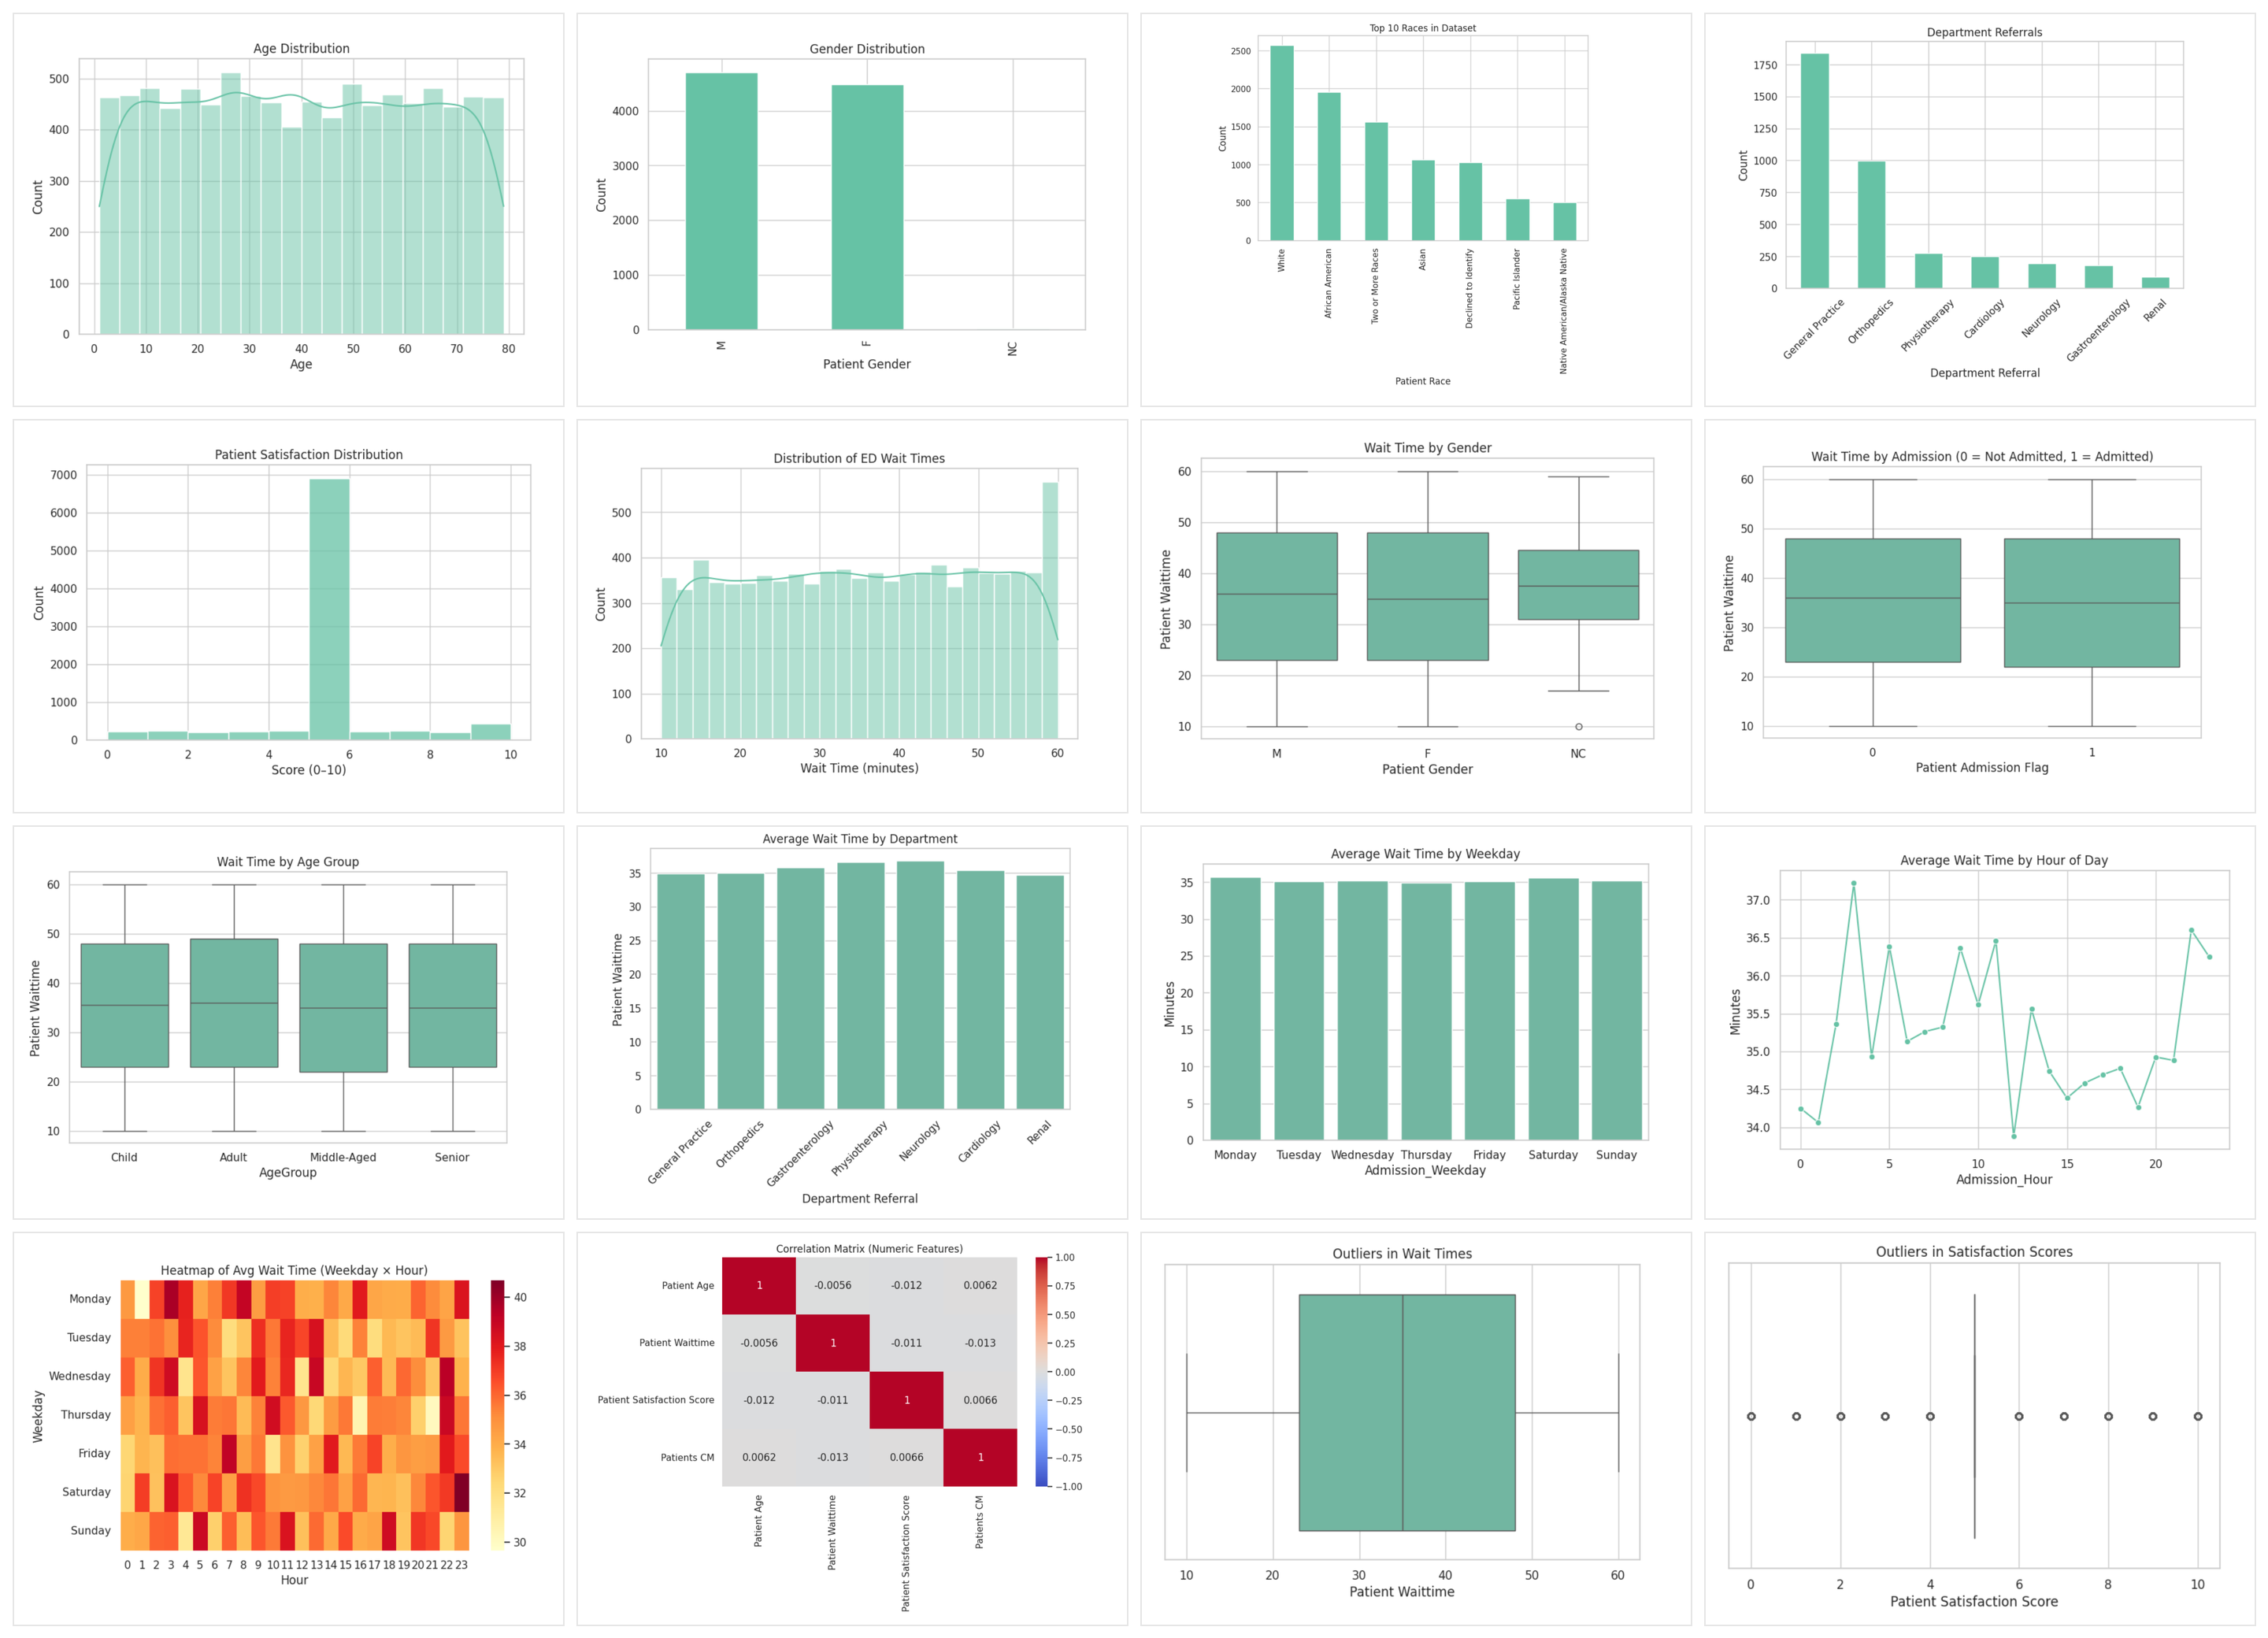 Age Distribution
500
400
300
200
100
0
Count
0 10 20 30 40 50 60 70 80
Age
Gender Distribution
4000
3000
2000
1000
0
Count
M F NC
Patient Gender
Top 10 Races in Dataset
2500
2000
1500
1000
500
0
Count
White
African American
Two or More Races
Asian
Declined to Identify
Pacific Islander
Native American/Alaska Native
Patient Race
Department Referrals
1750
1500
1250
1000
750
500
250
0
Count
General Practice
Orthopedics
Physiotherapy
Cardiology
Neurology
Gastroenterology
Renal
Department Referral
Patient Satisfaction Distribution
7000
6000
5000
4000
3000
2000
1000
0
Count
0 2 4 6 8 10
Score (0–10)
Distribution of ED Wait Times
500
400
300
200
100
0
Count
10 20 30 40 50 60
Wait Time (minutes)
Wait Time by Gender
60
50
40
30
20
10
Patient Waittime
M F NC
Patient Gender
Wait Time by Admission (0 = Not Admitted, 1 = Admitted)
60
50
40
30
20
10
Patient Waittime
0 1
Patient Admission Flag
Wait Time by Age Group
60
50
40
30
20
10
Patient Waittime
Child Adult Middle-Aged Senior
AgeGroup
Average Wait Time by Department
35
30
25
20
15
10
5
0
Patient Waittime
General Practice
Orthopedics
Gastroenterology
Physiotherapy
Neurology
Cardiology
Renal
Department Referral
Average Wait Time by Weekday
35
30
25
20
15
10
5
0
Minutes
Monday Tuesday Wednesday Thursday Friday Saturday Sunday
Admission_Weekday
Average Wait Time by Hour of Day
37.0
36.5
36.0
35.5
35.0
34.5
34.0
Minutes
0 5 10 15 20
Admission_Hour
Heatmap of Avg Wait Time (Weekday × Hour)
Monday
Tuesday
Wednesday
Thursday
Friday
Saturday
Sunday
Weekday
0 1 2 3 4 5 6 7 8 9 10 11 12 13 14 15 16 17 18 19 20 21 22 23
Hour
40
38
36
34
32
30
Correlation Matrix (Numeric Features)
Patient Age 1 -0.0056 -0.012 0.0062
Patient Waittime -0.0056 1 -0.011 -0.013
Patient Satisfaction Score -0.012 -0.011 1 0.0066
Patients CM 0.0062 -0.013 0.0066 1
Patient Age
Patient Waittime
Patient Satisfaction Score
Patients CM
1.00
0.75
0.50
0.25
0.00
−0.25
−0.50
−0.75
−1.00
Outliers in Wait Times
10 20 30 40 50 60
Patient Waittime
Outliers in Satisfaction Scores
0 2 4 6 8 10
Patient Satisfaction Score